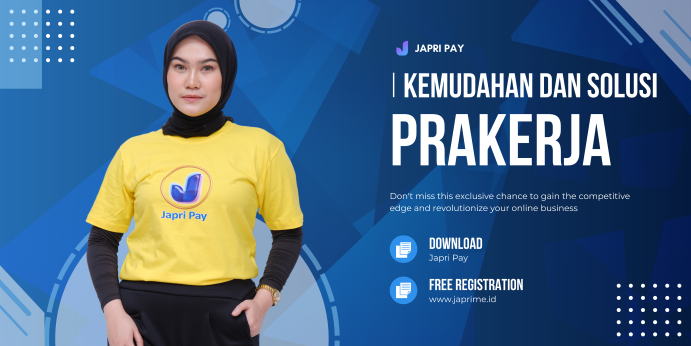 JAPRI PAY
KEMUDAHAN DAN SOLUSI
PRAKERJA
Don't miss this exclusive chance to gain the competitive
edge and revolutionize your online business
DOWNLOAD
Japri Pay
FREE REGISTRATION
www.japrime.id
Japri Pay